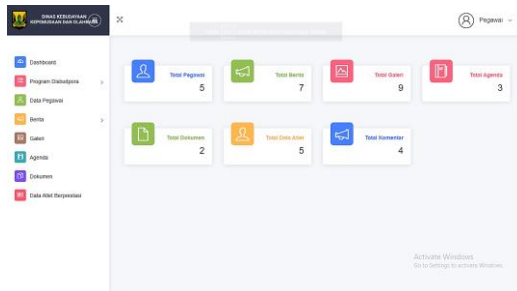 DINAS KEBUDAYAAN
KEPEMUDAAN DAN OLAHRAGA
Pegawai
Dashboard
Program Disbudpora
Data Pegawai
Berita
Galeri
Agenda
Dokumen
Data Atlet Berprestasi
Total Pegawai
5
Total Berita
7
Total Galeri
9
Total Agenda
3
Total Dokumen
2
Total Data Atlet
5
Total Komentar
4
Activate Windows
Go to Settings to activate Windows.